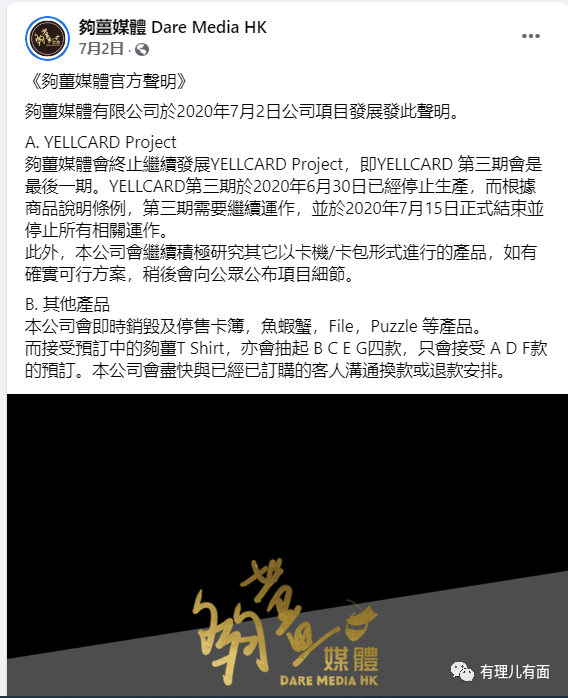 夠薑媒體 Dare Media HK
7月2日 ·
《夠薑媒體官方聲明》
夠薑媒體有限公司於2020年7月2日公司項目發展發此聲明。
A. YELLCARD Project
夠薑媒體會終止繼續發展YELLCARD Project，即YELLCARD 第三期會是
最後一期。YELLCARD第三期於2020年6月30日已經停止生產，而根據
商品說明條例，第三期需要繼續運作，並於2020年7月15日正式結束並
停止所有相關運作。
此外，本公司會繼續積極研究其它以卡機/卡包形式進行的產品，如有
確實可行方案，稍後會向公眾公布項目細節。
B. 其他產品
本公司會即時銷毀及停售卡簿，魚蝦蟹，File，Puzzle 等產品。
而接受預訂中的夠薑T Shirt，亦會抽起 B C E G四款，只會接受 A D F款
的預訂。本公司會盡快與已經已訂購的客人溝通換款或退款安排。
夠薑
媒體
DARE MEDIA HK
有理儿有面